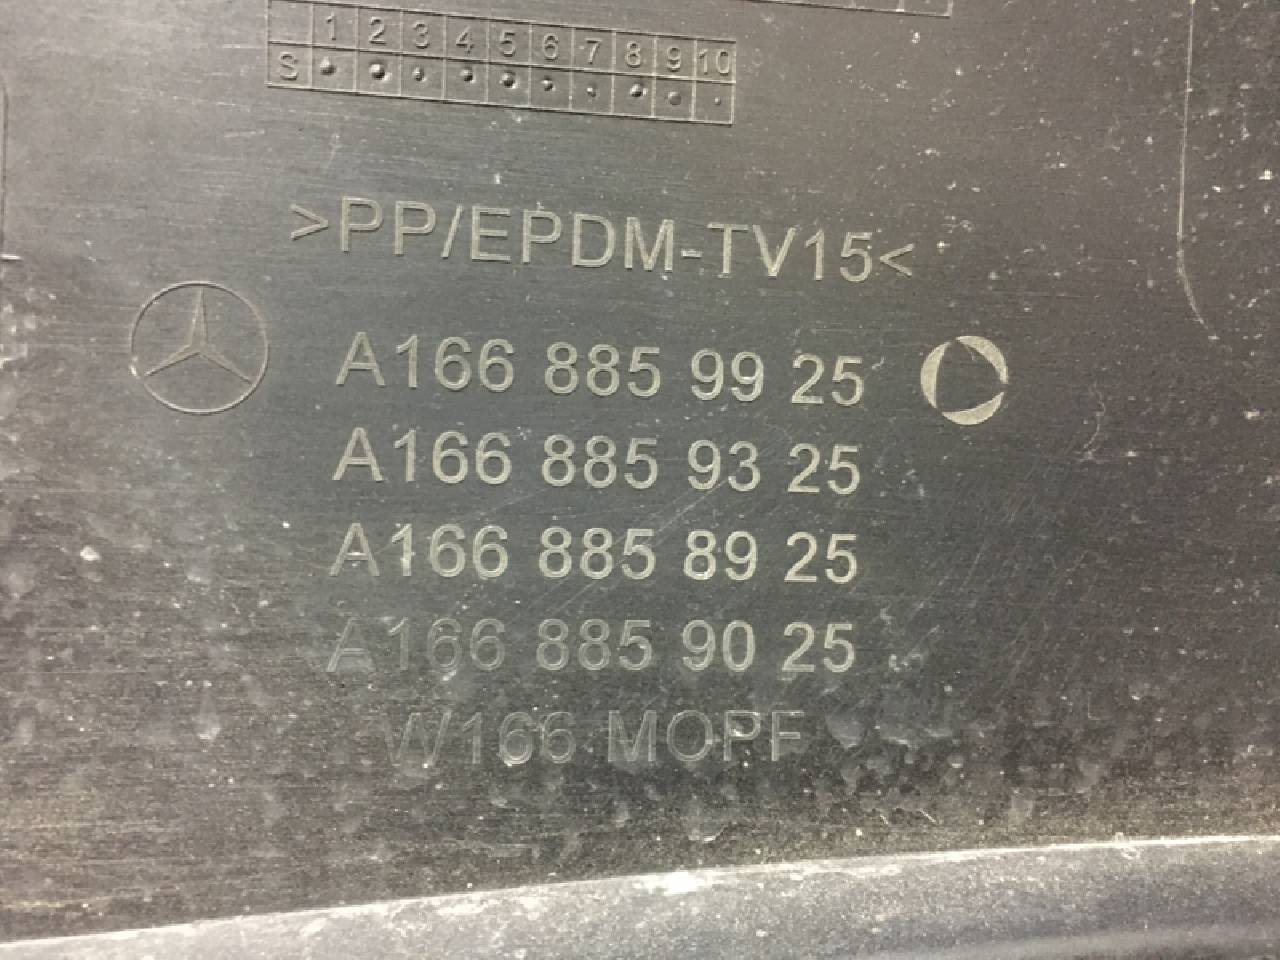 1 2 3 4 5 6 7 8 9 10
S
>PP/EPDM-TV15<
A166 885 99 25
A166 885 93 25
A166 885 89 25
A166 885 90 25
W166 MOPF